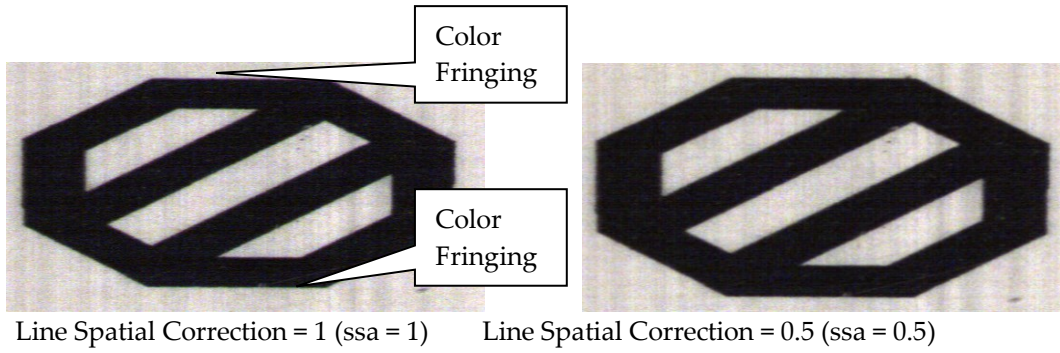 Color
Fringing
Color
Fringing
Line Spatial Correction = 1 (ssa = 1)
Line Spatial Correction = 0.5 (ssa = 0.5)